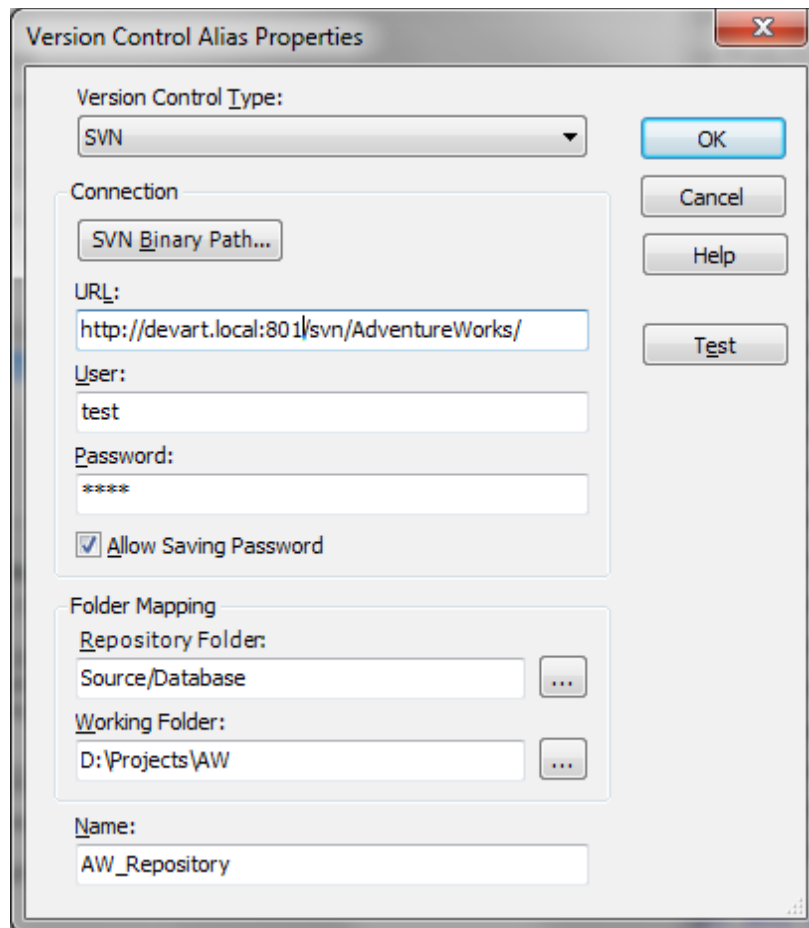 Version Control Alias Properties
Version Control Type:
SVN
OK
Connection
Cancel
SVN Binary Path...
Help
URL:
http://devart.local:801/svn/AdventureWorks/
Test
User:
test
Password:
****
Allow Saving Password
Folder Mapping
Repository Folder:
Source/Database
...
Working Folder:
D:\Projects\AW
...
Name:
AW_Repository